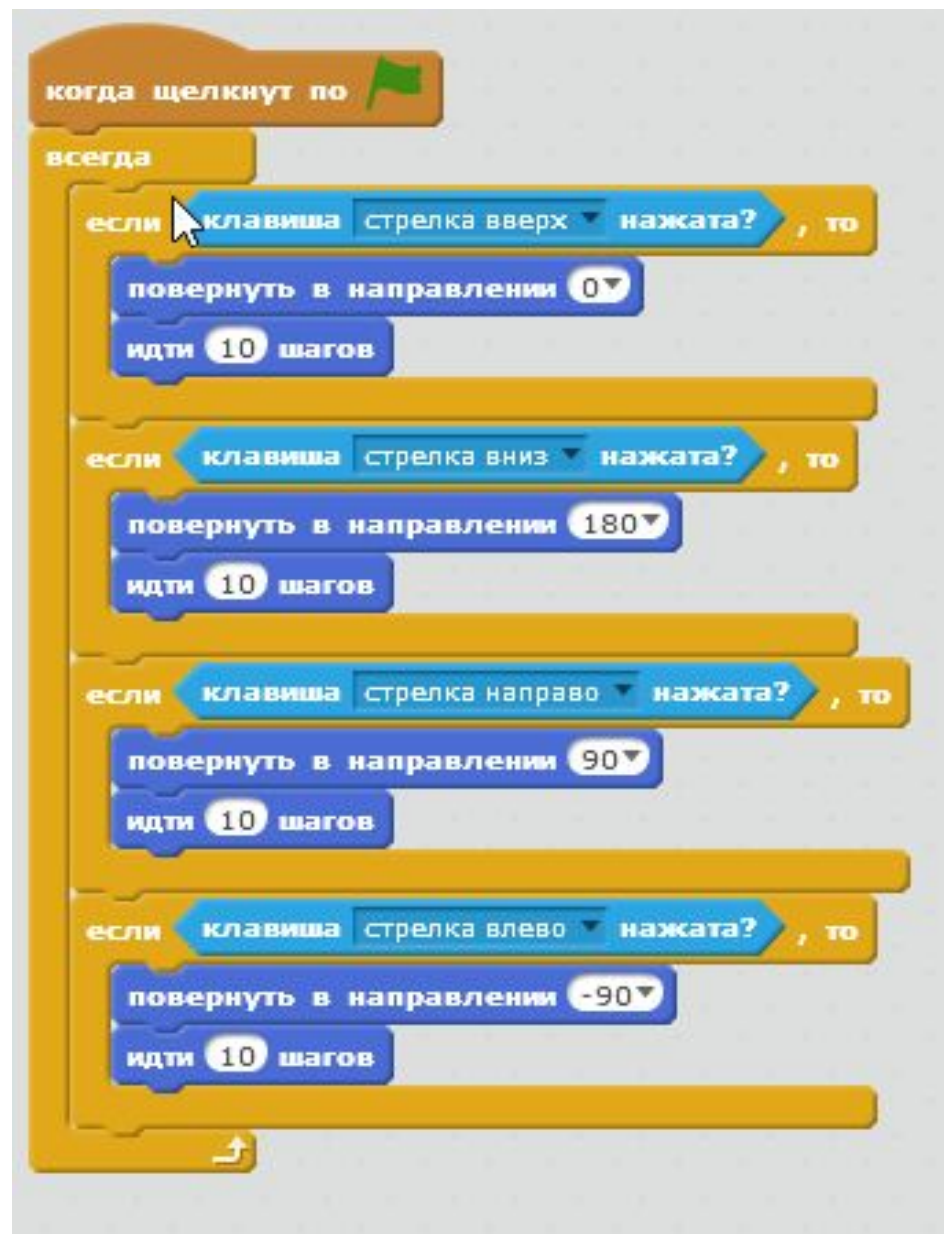 когда щелкнут по
всегда
если клавиша стрелка вверх нажата? , то
повернуть в направлении 0
идти 10 шагов
если клавиша стрелка вниз нажата? , то
повернуть в направлении 180
идти 10 шагов
если клавиша стрелка направо нажата? , то
повернуть в направлении 90
идти 10 шагов
если клавиша стрелка влево нажата? , то
повернуть в направлении -90
идти 10 шагов